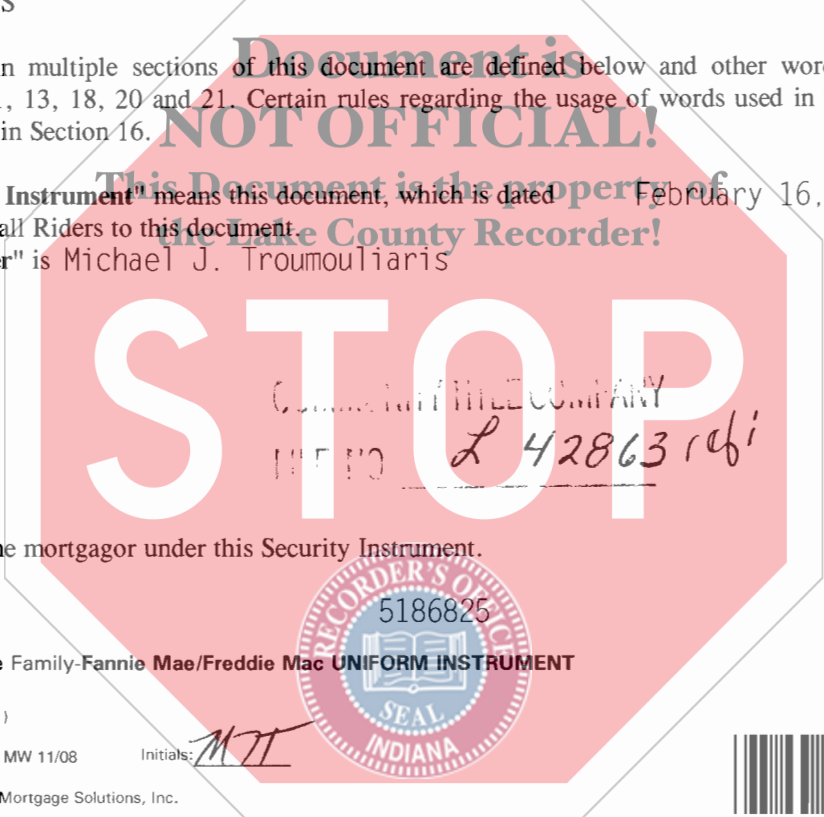 S
Document is
n multiple sections of this document are defined below and other wor
, 13, 18, 20 and 21. Certain rules regarding the usage of words used in
in Section 16.
NOT OFFICIAL!
Instrument" means this document, which is dated February 16,
This Document is the property of
all Riders to this document.
the Lake County Recorder!
r" is Michael J. Troumouliaris
STOP
COMPANY
L 42863
e mortgagor under this Security Instrument.
RECORDER'S OFFICE
5186825
e Family-Fannie Mae/Freddie Mac UNIFORM INSTRUMENT
SEAL
INDIANA
)
MW 11/08 Initials: MJT
Mortgage Solutions, Inc.